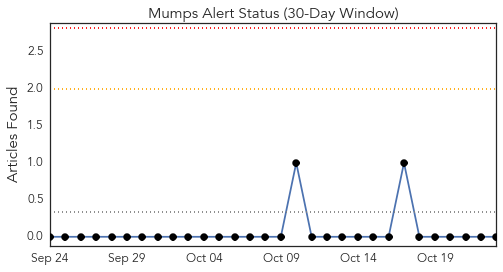 Mumps Alert Status (30-Day Window)
Articles Found
2.5
2.0
1.5
1.0
0.5
0.0
Sep 24 Sep 29 Oct 04 Oct 09 Oct 14 Oct 19